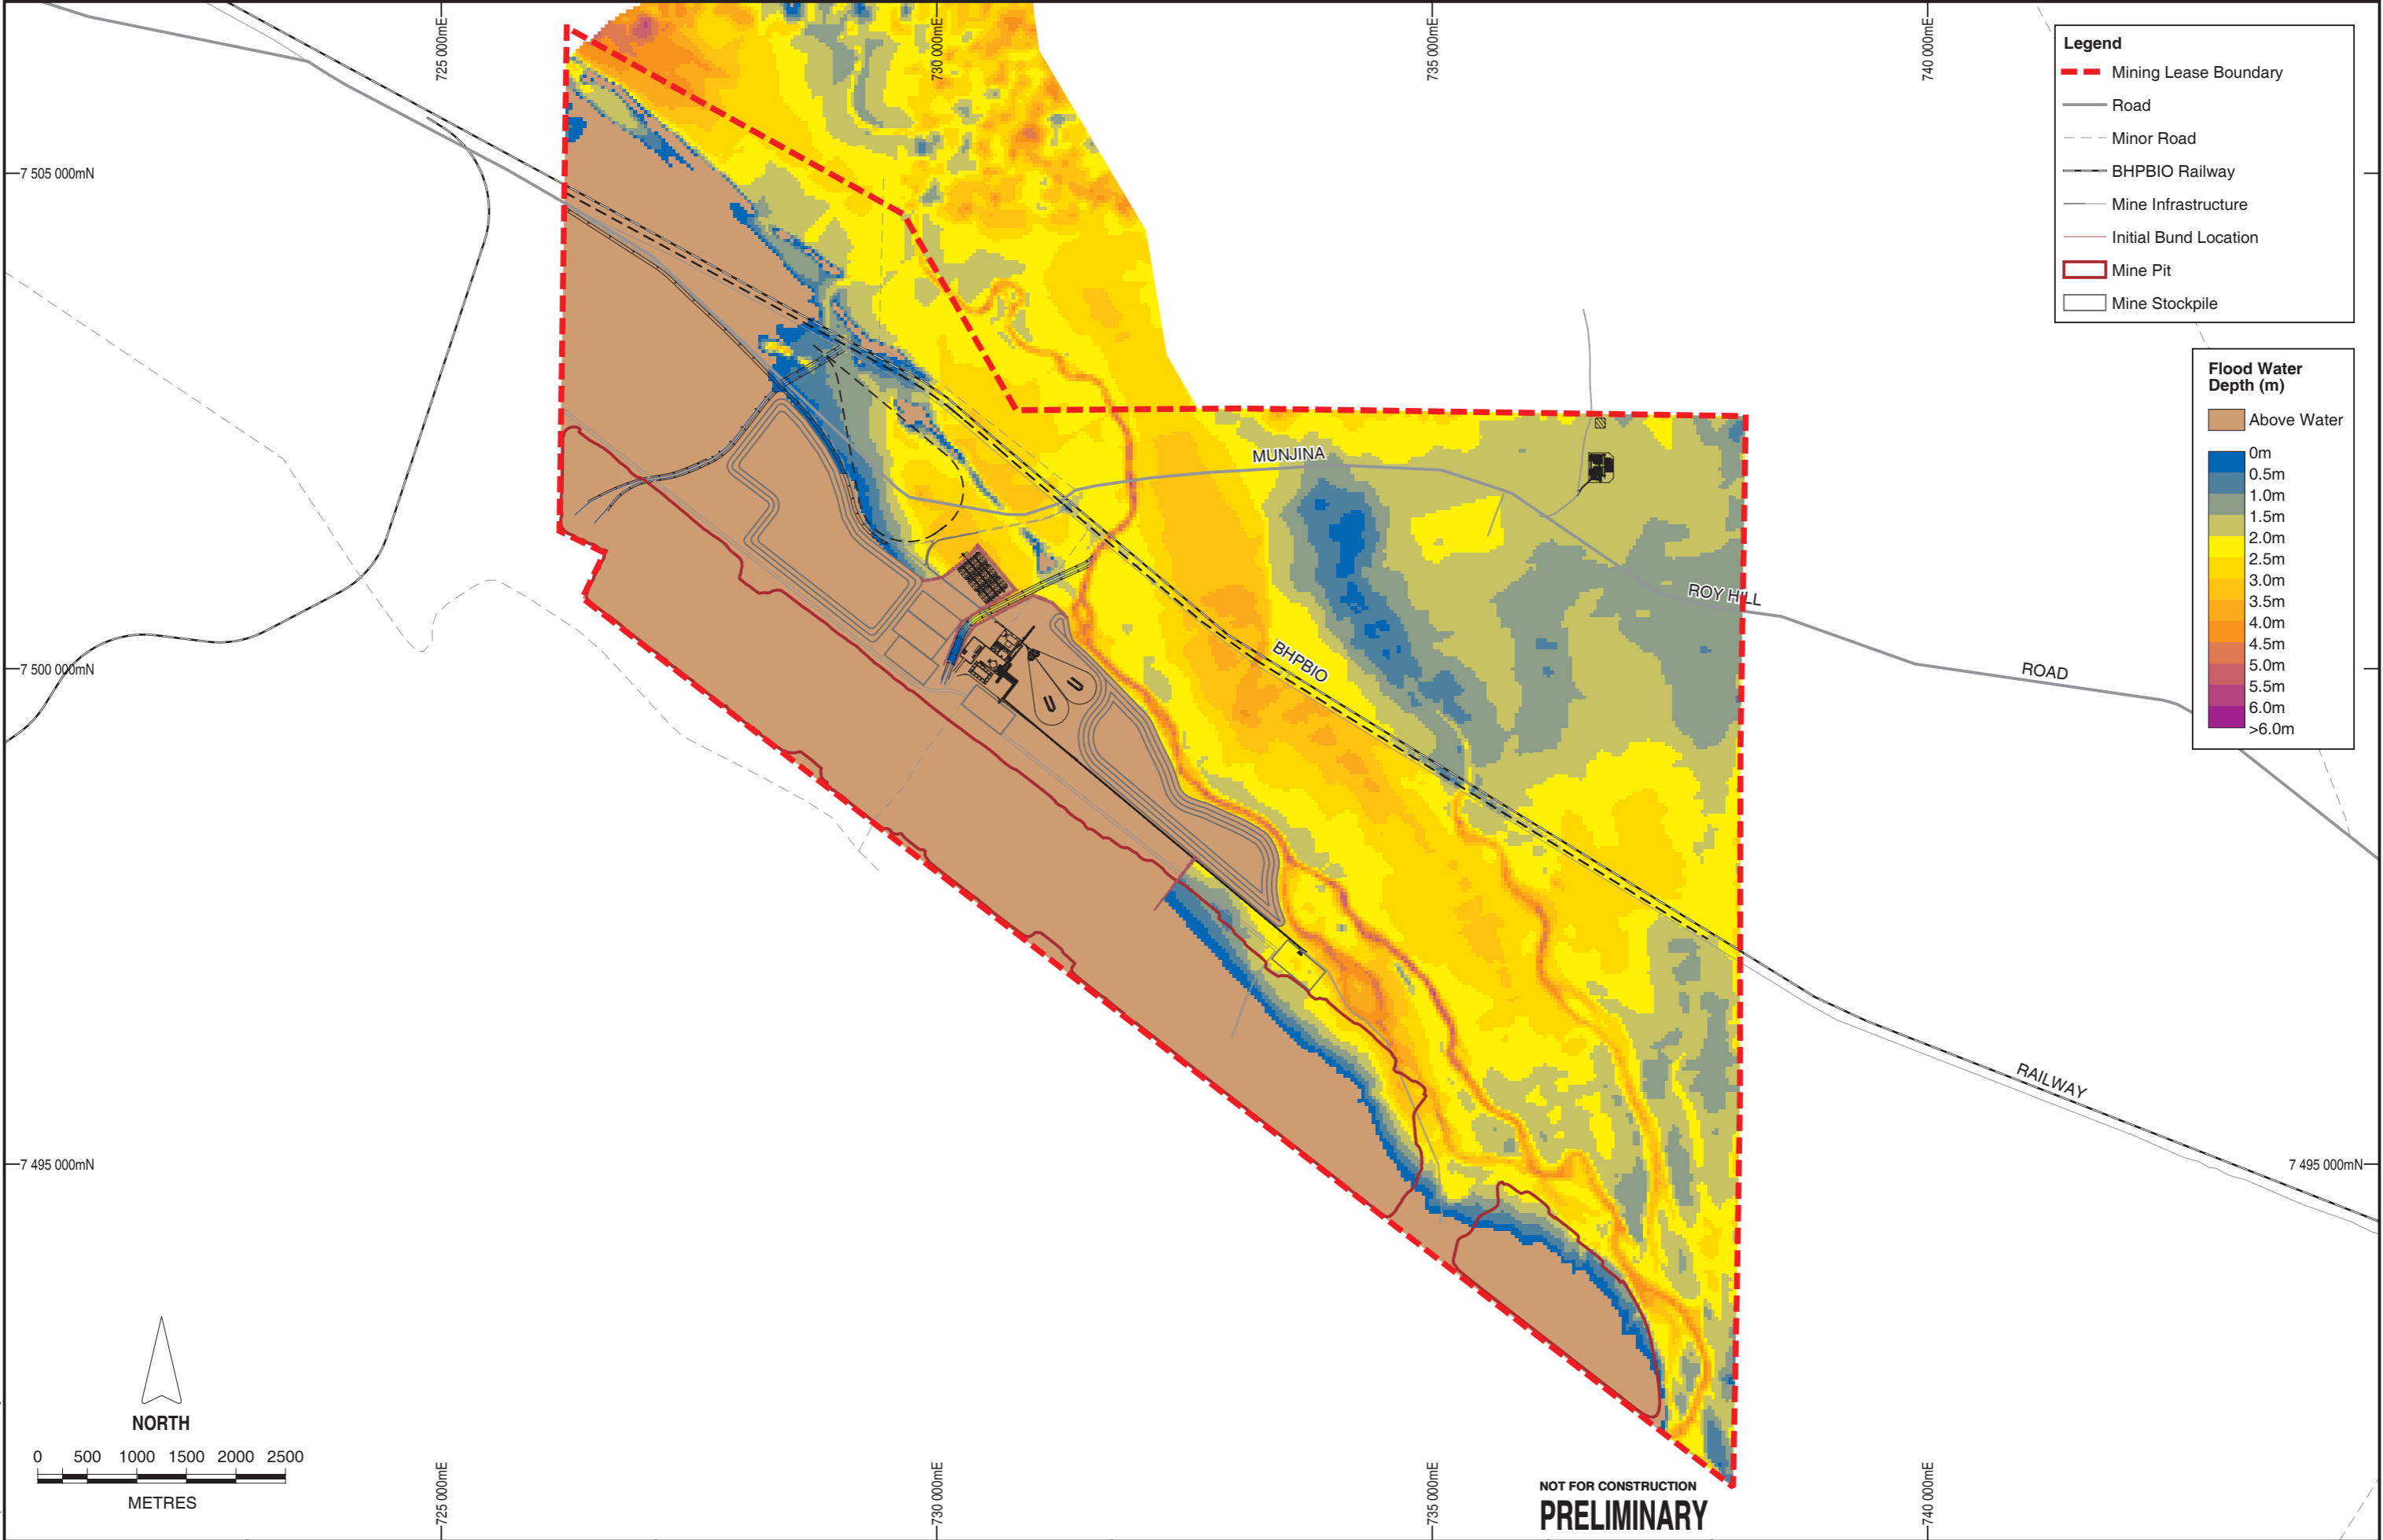 725 000mE
730 000mE
735 000mE
740 000mE
Legend
Mining Lease Boundary
Road
Minor Road
BHPBIO Railway
Mine Infrastructure
Initial Bund Location
Mine Pit
Mine Stockpile
7 505 000mN
Flood Water
Depth (m)
Above Water
0m
0.5m
1.0m
1.5m
2.0m
2.5m
3.0m
3.5m
4.0m
4.5m
5.0m
5.5m
6.0m
>6.0m
MUNJINA
ROY HILL
ROAD
7 500 000mN
BHPBIO
RAILWAY
7 495 000mN
7 495 000mN
NORTH
0 500 1000 1500 2000 2500
METRES
725 000mE
730 000mE
735 000mE
740 000mE
NOT FOR CONSTRUCTION
PRELIMINARY